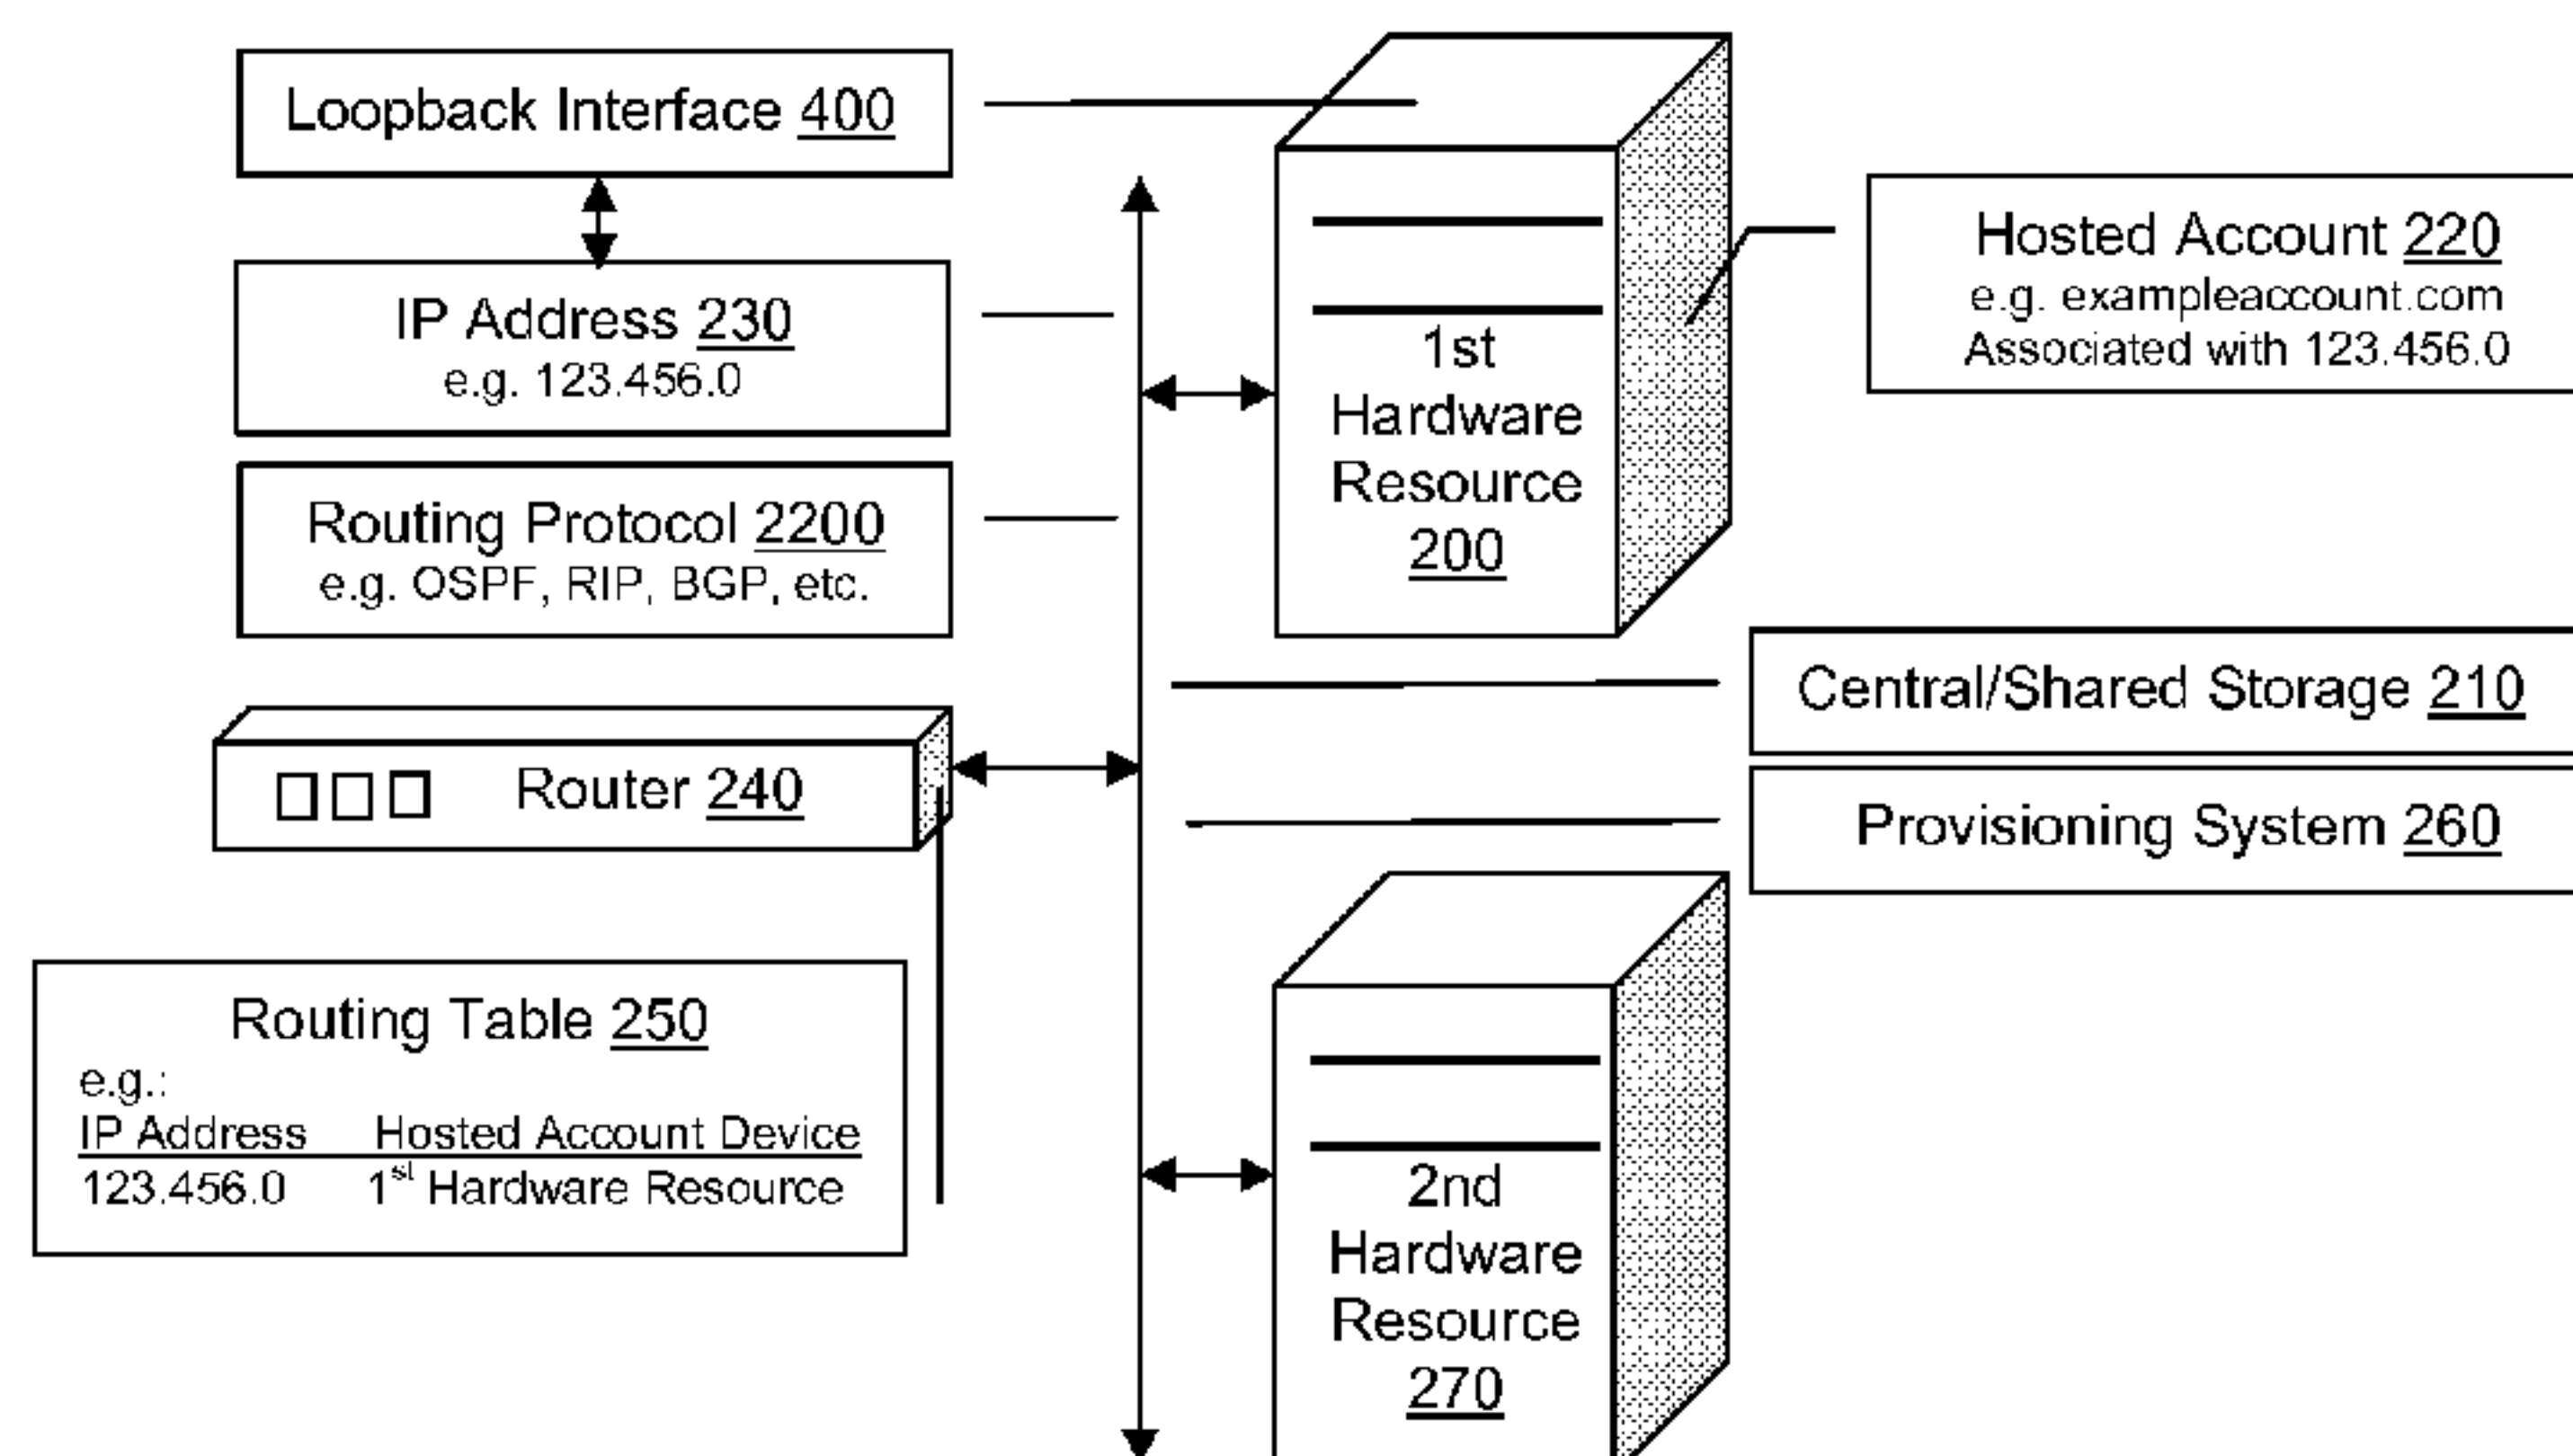 Loopback Interface 400
IP Address 230
e.g. 123.456.0
Routing Protocol 2200
e.g. OSPF, RIP, BGP, etc.
Router 240
Routing Table 250
e.g.:
IP Address Hosted Account Device
123.456.0 1st Hardware Resource
1st
Hardware
Resource
200
Hosted Account 220
e.g. exampleaccount.com
Associated with 123.456.0
Central/Shared Storage 210
Provisioning System 260
2nd
Hardware
Resource
270